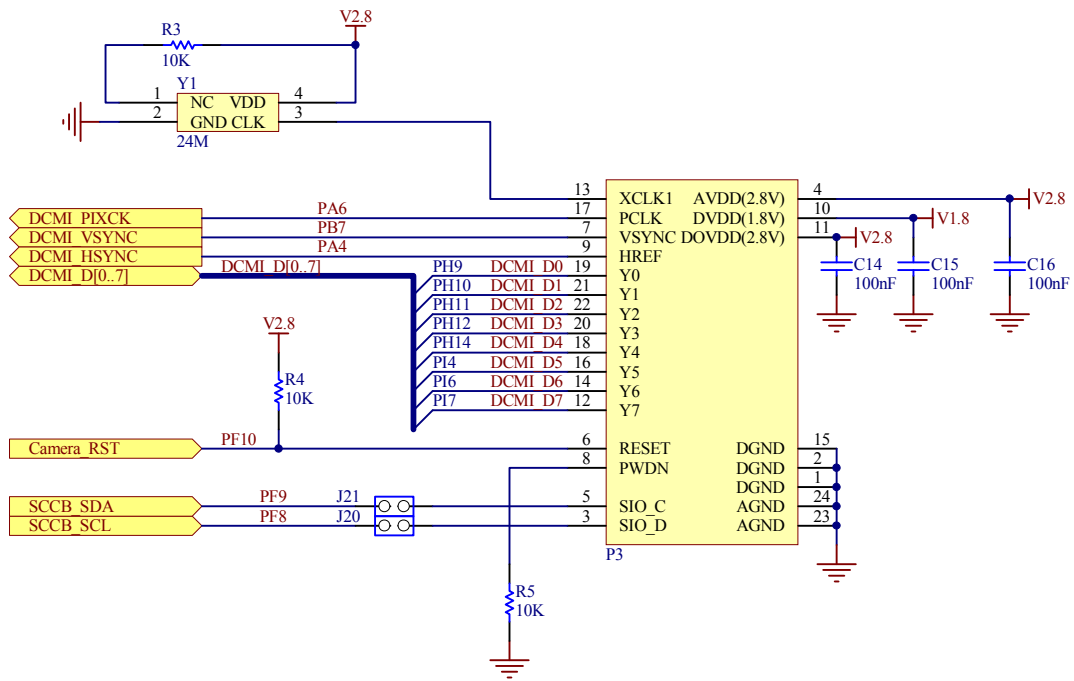 V2.8
R3
10K
Y1
1 NC VDD 4
2 GND CLK 3
24M
13 XCLK1 AVDD(2.8V) 4 V2.8
DCMI_PIXCK PA6 17 PCLK DVDD(1.8V) 10 V1.8
DCMI_VSYNC PB7 7 VSYNC DOVDD(2.8V) 11 V2.8
DCMI_HSYNC PA4 9 HREF
DCMI_D[0..7] DCMI_D[0..7] PH9 DCMI_D0 19 Y0
C14 C15 C16
100nF 100nF 100nF
PH10 DCMI_D1 21 Y1
PH11 DCMI_D2 22 Y2
PH12 DCMI_D3 20 Y3
PH14 DCMI_D4 18 Y4
PI4 DCMI_D5 16 Y5
PI6 DCMI_D6 14 Y6
PI7 DCMI_D7 12 Y7
V2.8
R4
10K
Camera_RST PF10 6 RESET DGND 15
8 PWDN DGND 2
DGND 1
SCCB_SDA PF9 J21 5 SIO_C AGND 24
SCCB_SCL PF8 J20 3 SIO_D AGND 23
P3
R5
10K